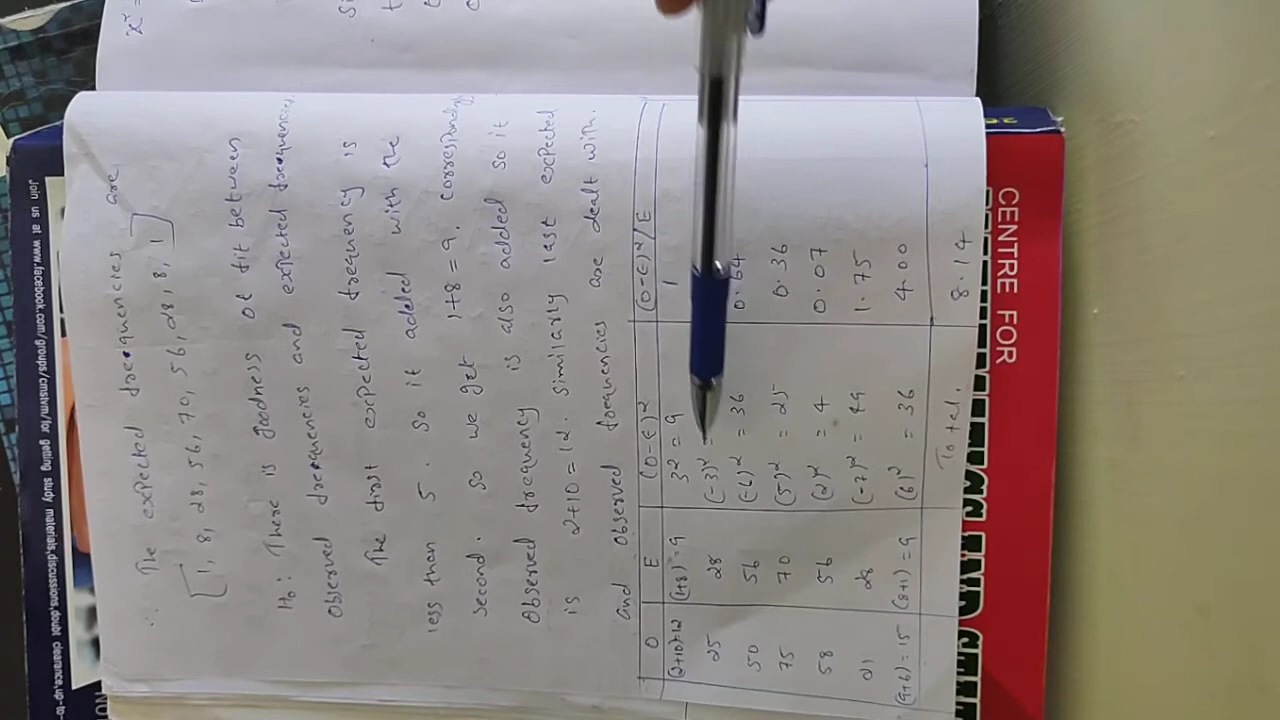 ∴ The expected frequencies are
[1, 8, 28, 56, 70, 56, 28, 8, 1]
H₀: There is goodness of fit between
observed frequencies and expected frequencies.
The first expected frequency is
less than 5. So it added with the
second. So we get 1+8=9. Corresponding
observed frequency is also added so it
is 2+10=12. Similarly last expected
and observed frequencies are dealt with.
O E (O-E)² (O-E)²/E
(2+10)=12 (1+8)=9 3²=9 1
25 28 (-3)² =
50 56 (-6)² = 36 0.64
75 70 (5)² = 25 0.36
58 56 (2)² = 4 0.07
21 28 (-7)² = 49 1.75
(9+6)=15 (8+1)=9 (6)² = 36 4.00
Total. 8.14
Join us at www.facebook.com/groups/cmstvm/for getting study materials,discussions,doubt clearance,up-to-
CENTRE FOR